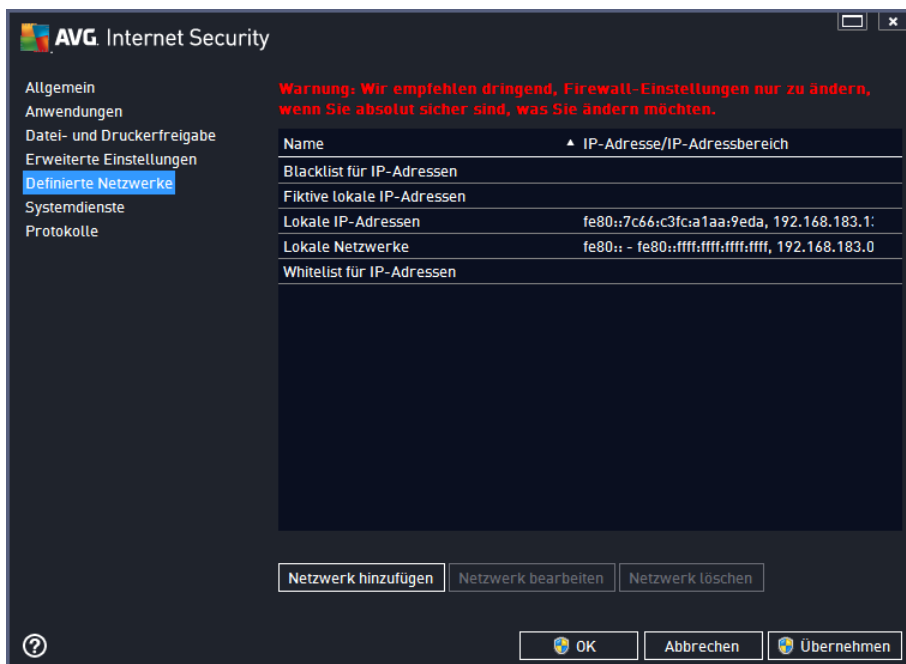 AVG. Internet Security
Allgemein
Anwendungen
Datei- und Druckerfreigabe
Erweiterte Einstellungen
Definierte Netzwerke
Systemdienste
Protokolle
Warnung: Wir empfehlen dringend, Firewall-Einstellungen nur zu ändern,
wenn Sie absolut sicher sind, was Sie ändern möchten.
Name ▲ IP-Adresse/IP-Adressbereich
Blacklist für IP-Adressen
Fiktive lokale IP-Adressen
Lokale IP-Adressen fe80::7c66:c3fc:a1aa:9eda, 192.168.183.1
Lokale Netzwerke fe80:: - fe80::ffff:ffff:ffff:ffff, 192.168.183.0
Whitelist für IP-Adressen
Netzwerk hinzufügen Netzwerk bearbeiten Netzwerk löschen
? OK Abbrechen Übernehmen